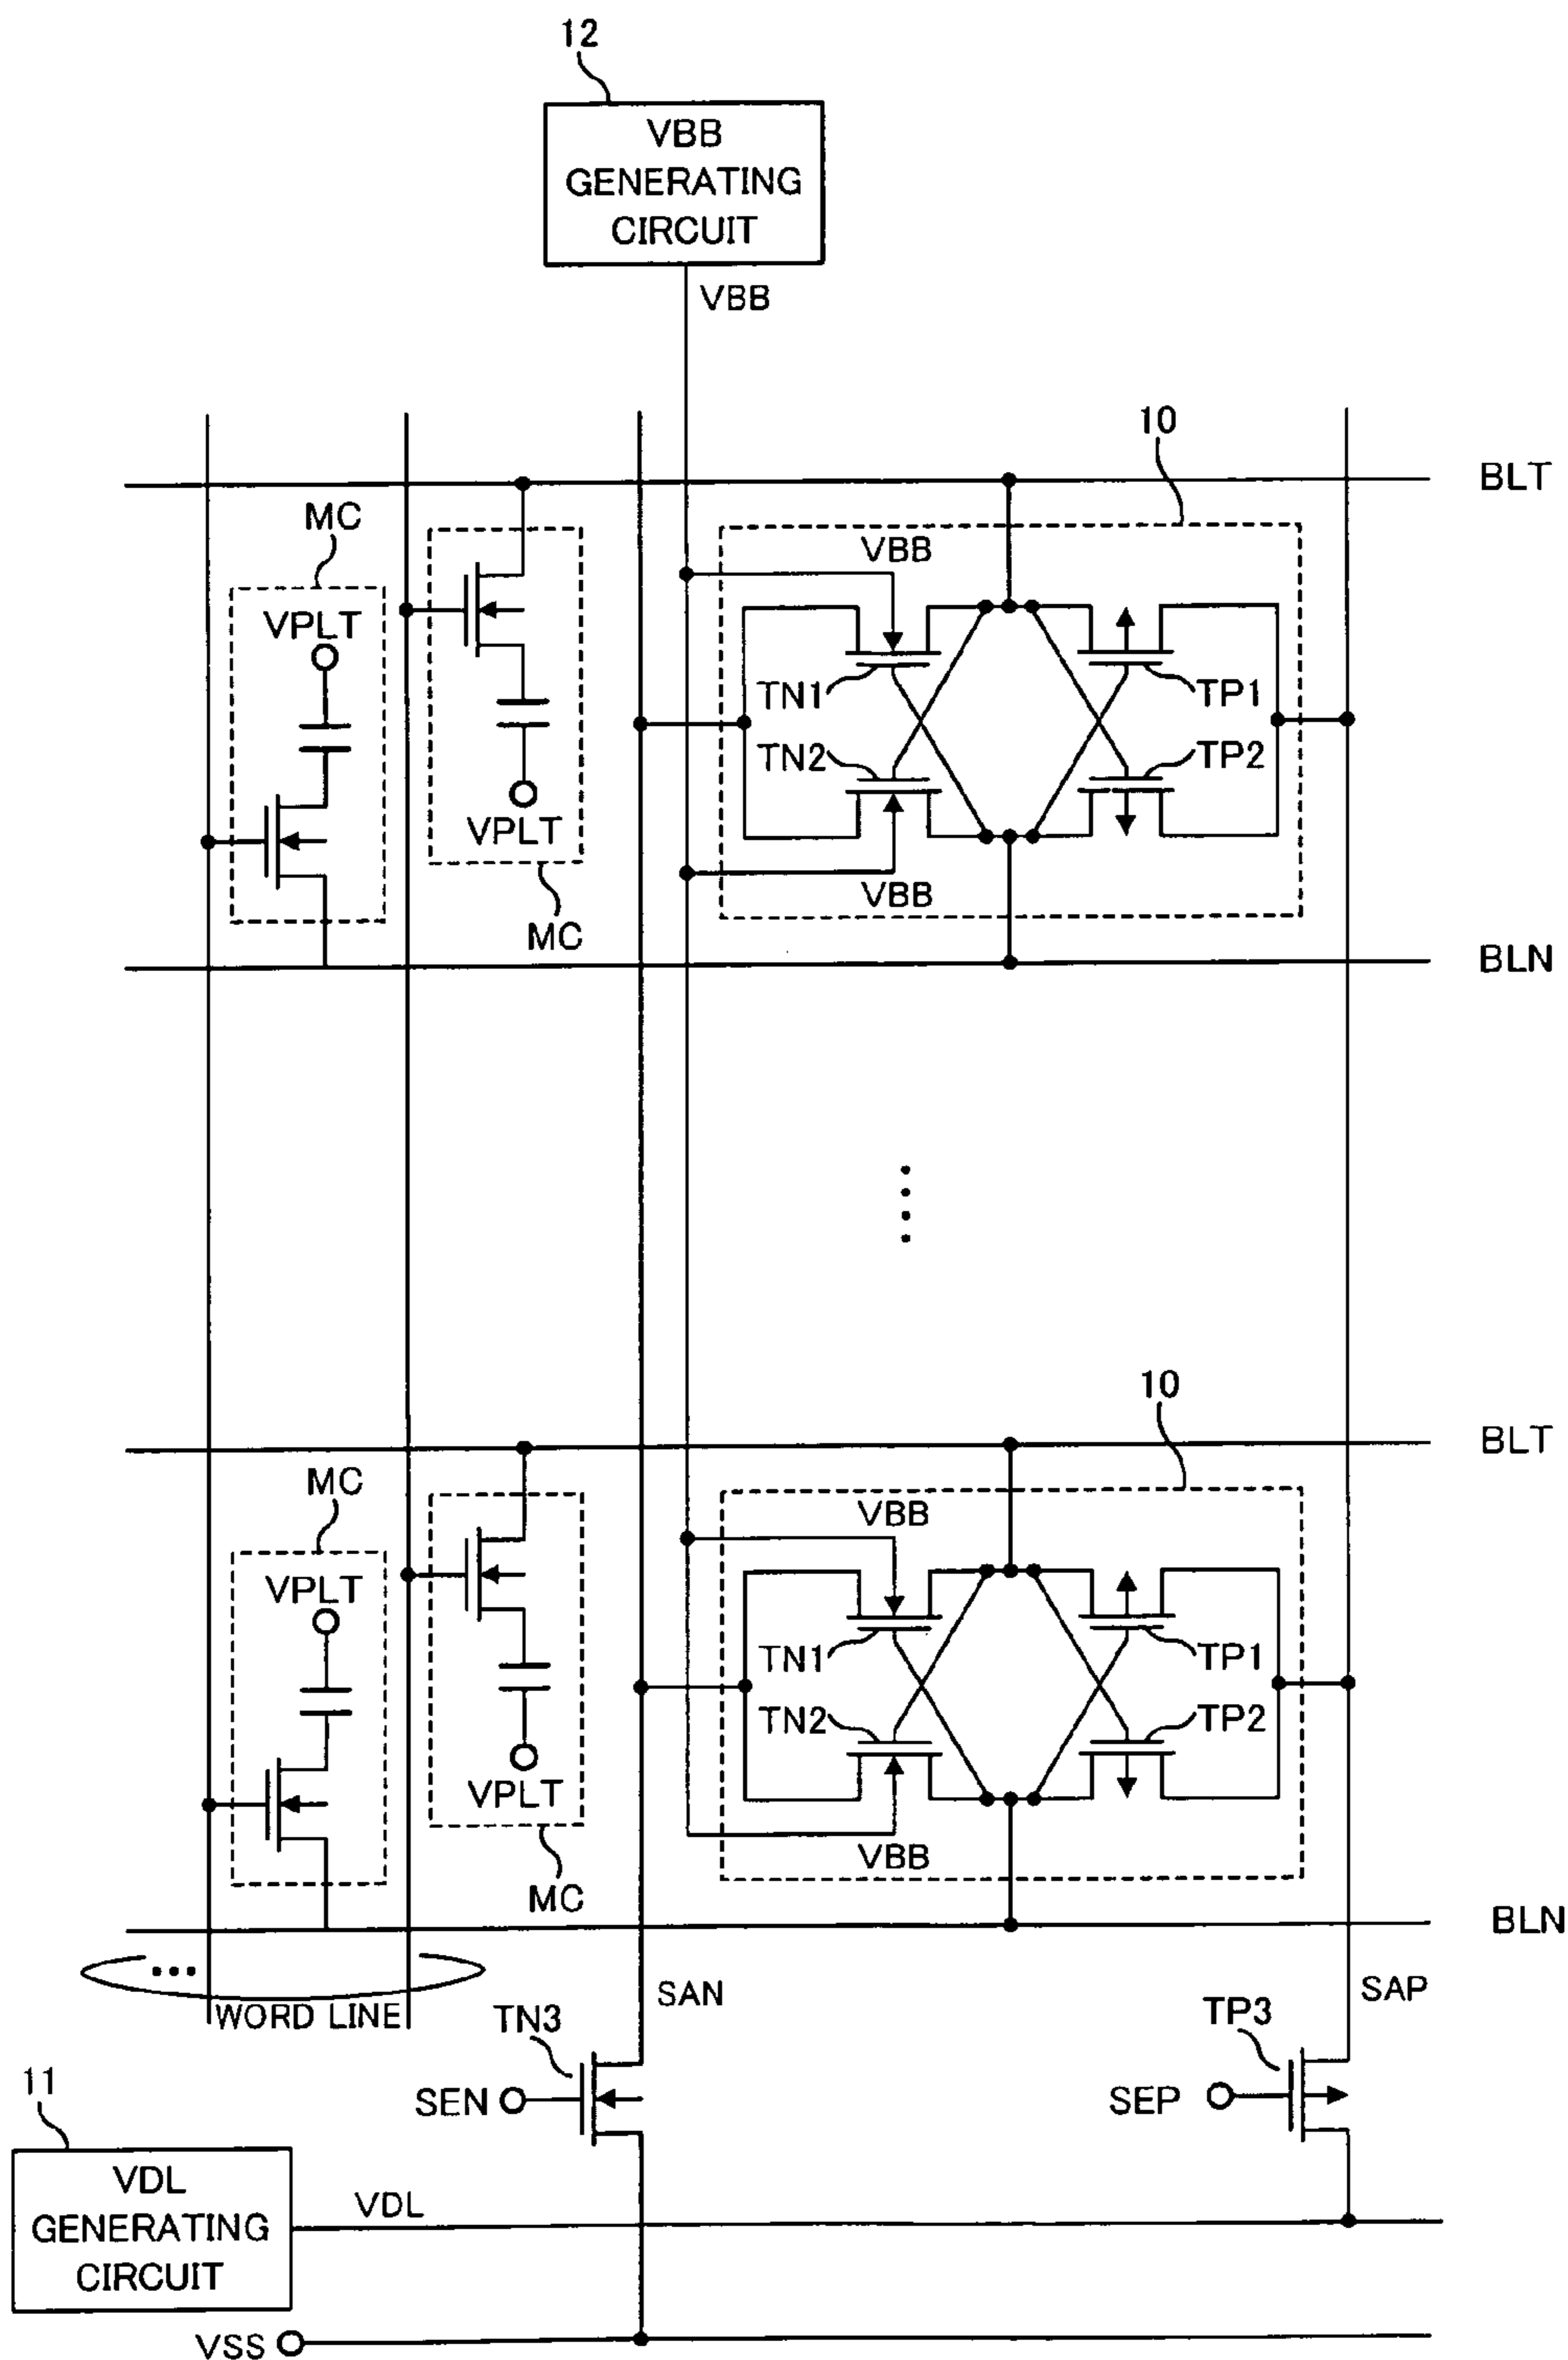 12
VBB
GENERATING
CIRCUIT
VBB
10
BLT
MC
VBB
VPLT
TN1
TP1
TN2
TP2
VPLT
VBB
MC
BLN
10
BLT
MC
VBB
VPLT
TN1
TP1
TN2
TP2
VPLT
VBB
MC
BLN
SAN
SAP
WORD LINE
TN3
TP3
11
SEN
SEP
VDL
GENERATING
CIRCUIT
VDL
VSS